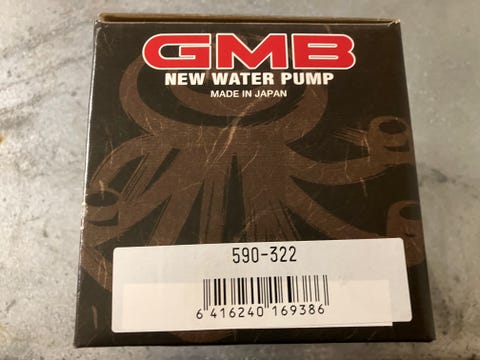 GMB
NEW WATER PUMP
MADE IN JAPAN
590-322
6 416240 169386